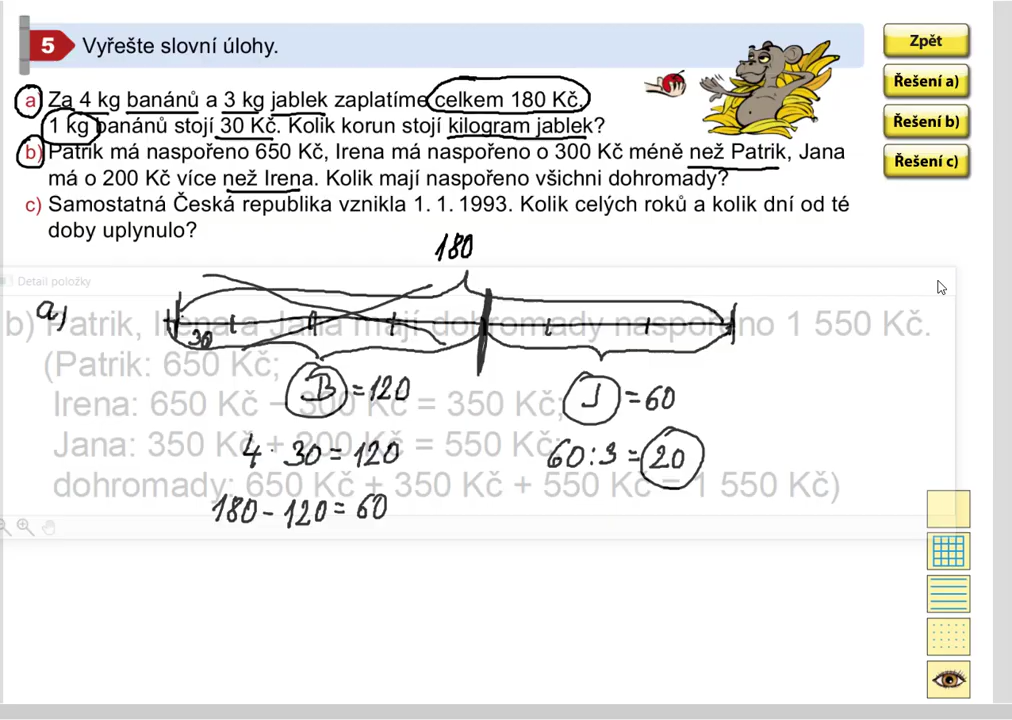 5 Vyřešte slovní úlohy.
Zpět
Řešení a)
Řešení b)
Řešení c)
a) Za 4 kg banánů a 3 kg jablek zaplatíme celkem 180 Kč.
1 kg banánů stojí 30 Kč. Kolik korun stojí kilogram jablek?
b) Patrik má naspořeno 650 Kč, Irena má naspořeno o 300 Kč méně než Patrik, Jana
má o 200 Kč více než Irena. Kolik mají naspořeno všichni dohromady?
c) Samostatná Česká republika vznikla 1. 1. 1993. Kolik celých roků a kolik dní od té
doby uplynulo?
180
Detail položky
a)
b) Patrik, Irena a Jana mají dohromady naspořeno 1 550 Kč.
30
(Patrik: 650 Kč;
B = 120
J = 60
Irena: 650 Kč – 300 Kč = 350 Kč;
Jana: 350 Kč + 200 Kč = 550 Kč;
4 · 30 = 120
60 : 3 = 20
dohromady: 650 Kč + 350 Kč + 550 Kč = 1 550 Kč)
180 - 120 = 60